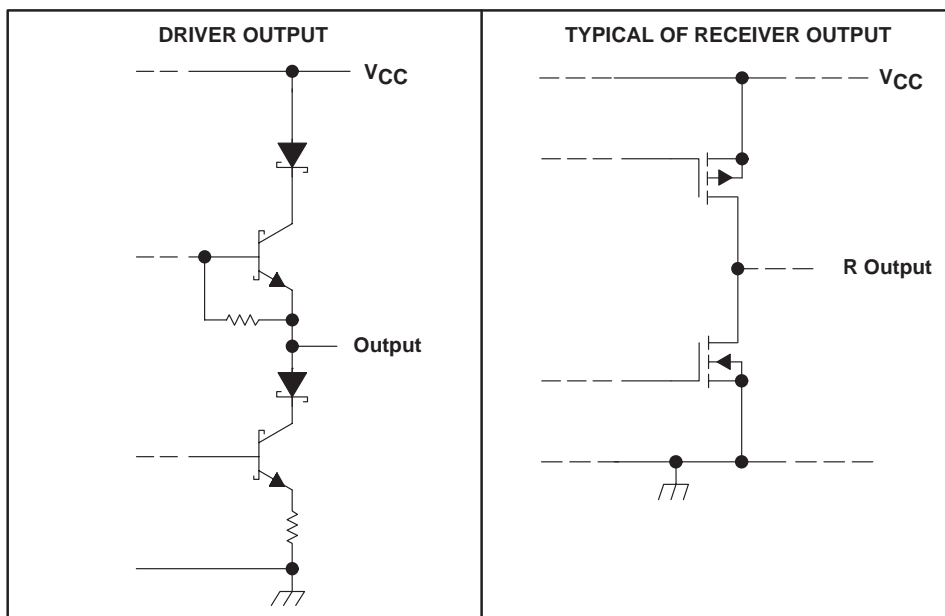 DRIVER OUTPUT
VCC
Output
TYPICAL OF RECEIVER OUTPUT
VCC
R Output